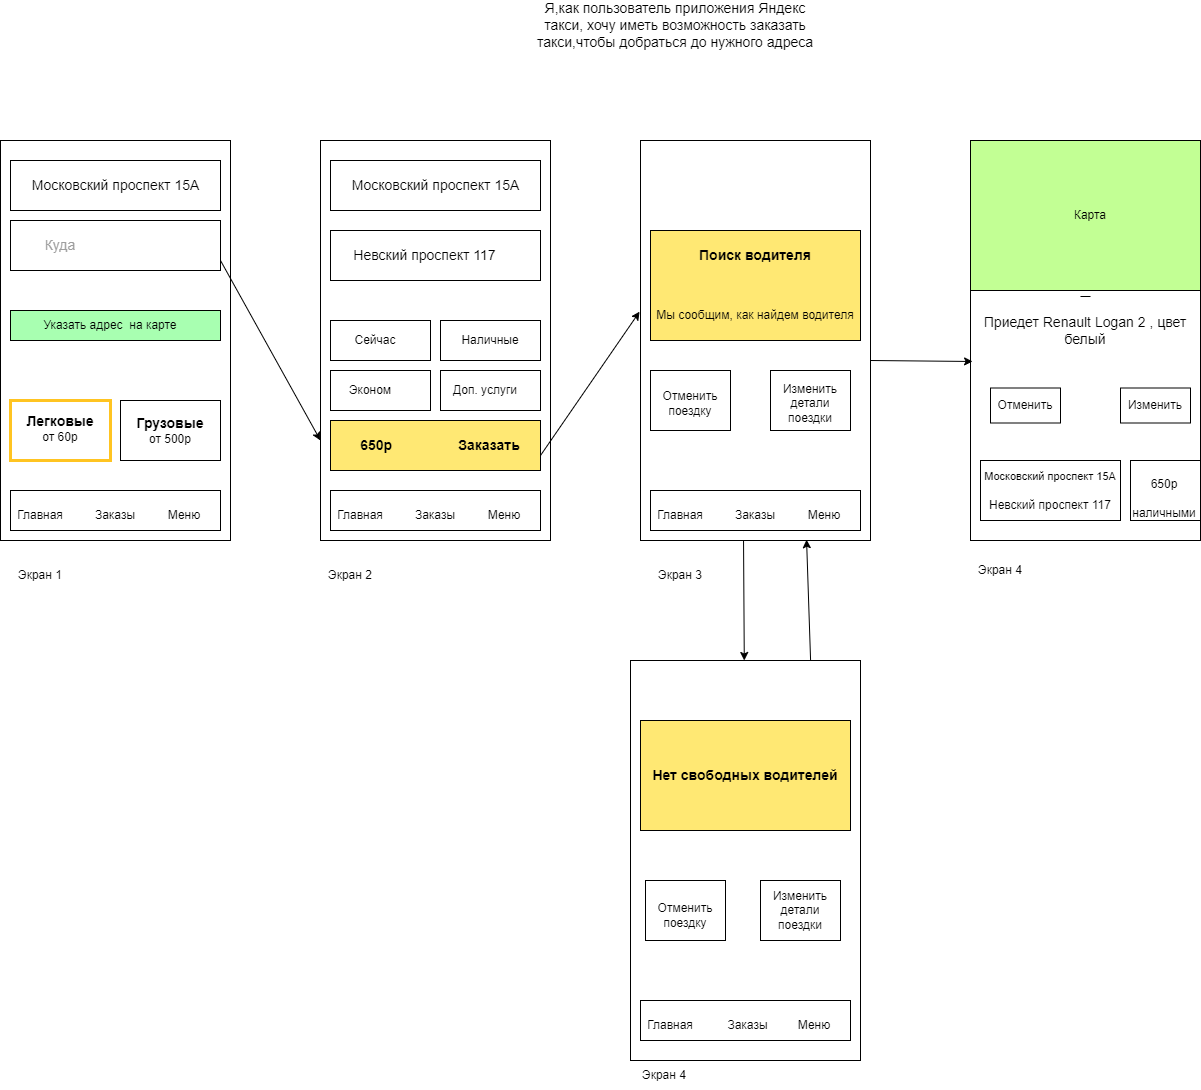 Я,как пользователь приложения Яндекс
такси, хочу иметь возможность заказать
такси,чтобы добраться до нужного адреса
Московский проспект 15А
Куда
Указать адрес на карте
Легковые
от 60р
Грузовые
от 500р
Главная Заказы Меню
Экран 1
Московский проспект 15А
Невский проспект 117
Сейчас Наличные
Эконом Доп. услуги
650р Заказать
Главная Заказы Меню
Экран 2
Поиск водителя
Мы сообщим, как найдем водителя
Отменить
поездку
Изменить
детали
поездки
Главная Заказы Меню
Экран 3
Карта
Приедет Renault Logan 2 , цвет
белый
Отменить Изменить
Московский проспект 15А
Невский проспект 117
650р
наличными
Экран 4
Нет свободных водителей
Отменить
поездку
Изменить
детали
поездки
Главная Заказы Меню
Экран 4